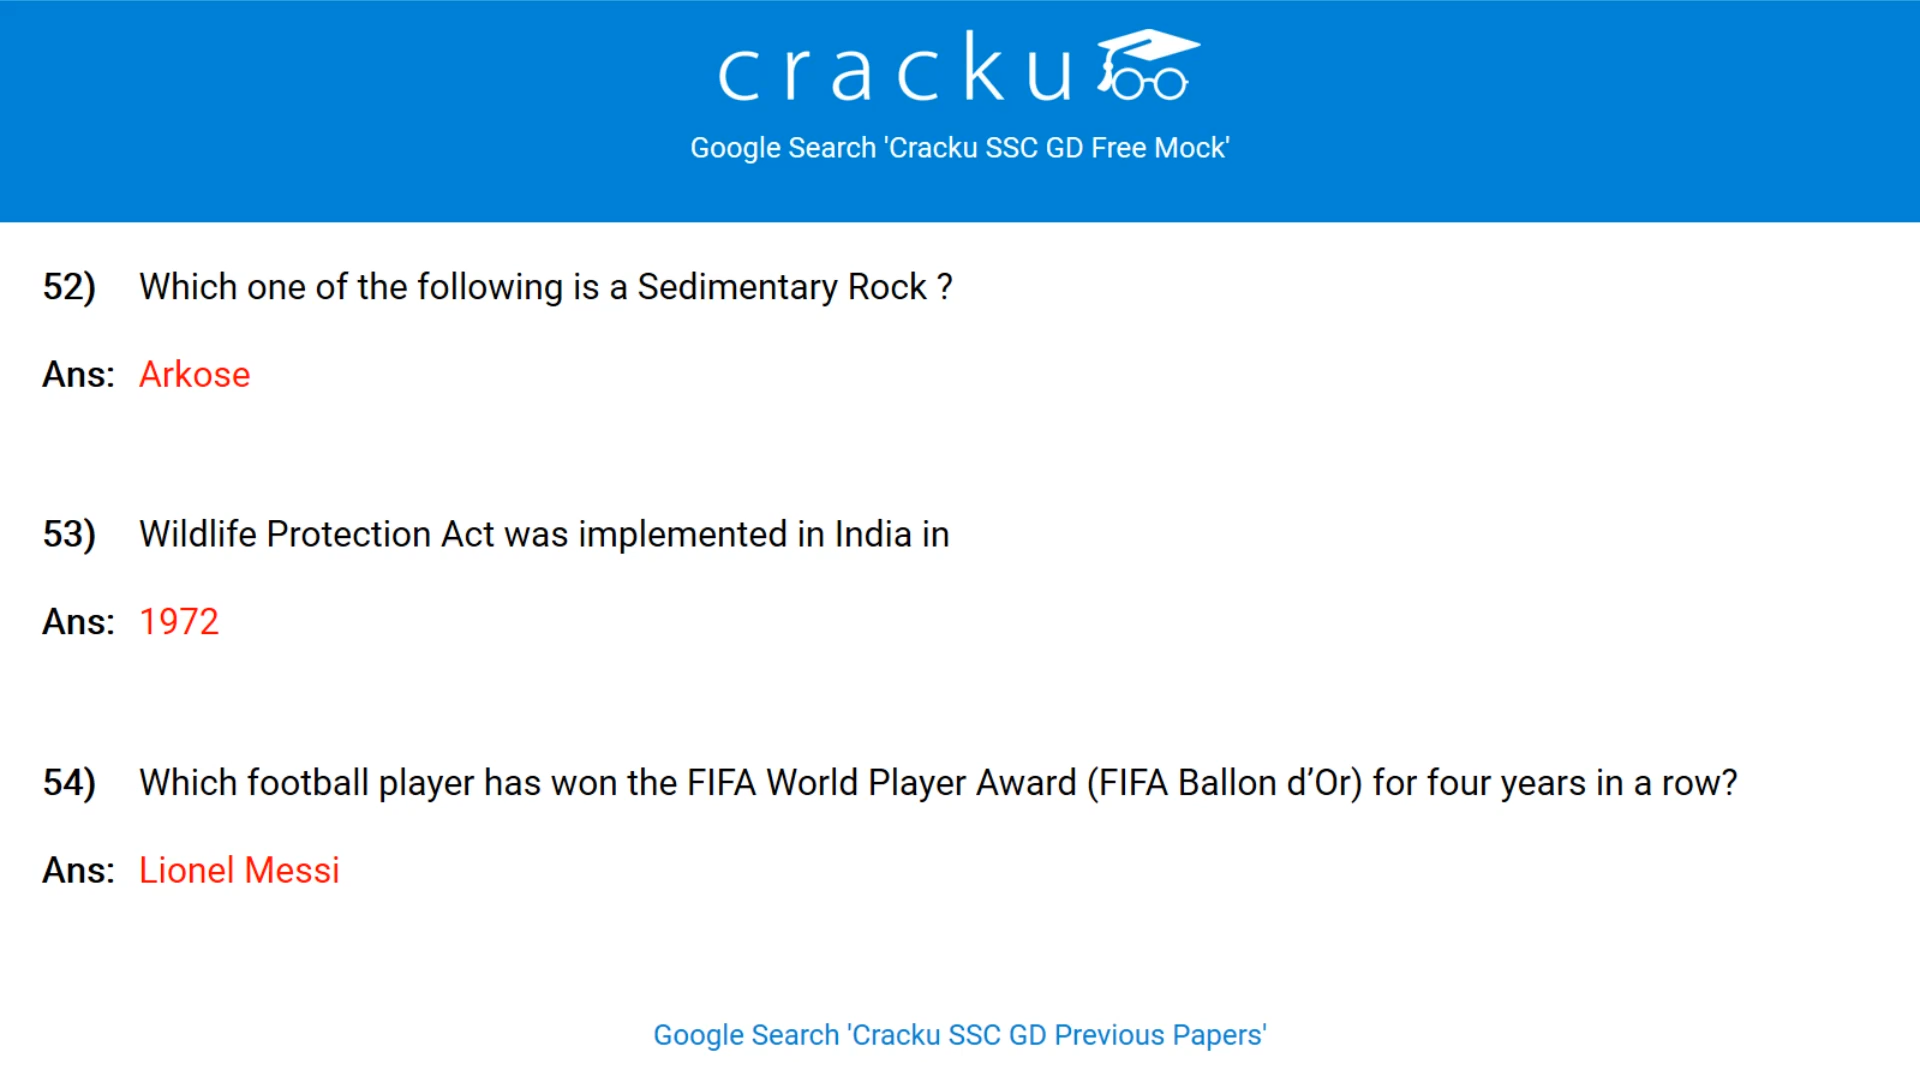 cracku
Google Search 'Cracku SSC GD Free Mock'
52) Which one of the following is a Sedimentary Rock ?
Ans: Arkose
53) Wildlife Protection Act was implemented in India in
Ans: 1972
54) Which football player has won the FIFA World Player Award (FIFA Ballon d’Or) for four years in a row?
Ans: Lionel Messi
Google Search 'Cracku SSC GD Previous Papers'